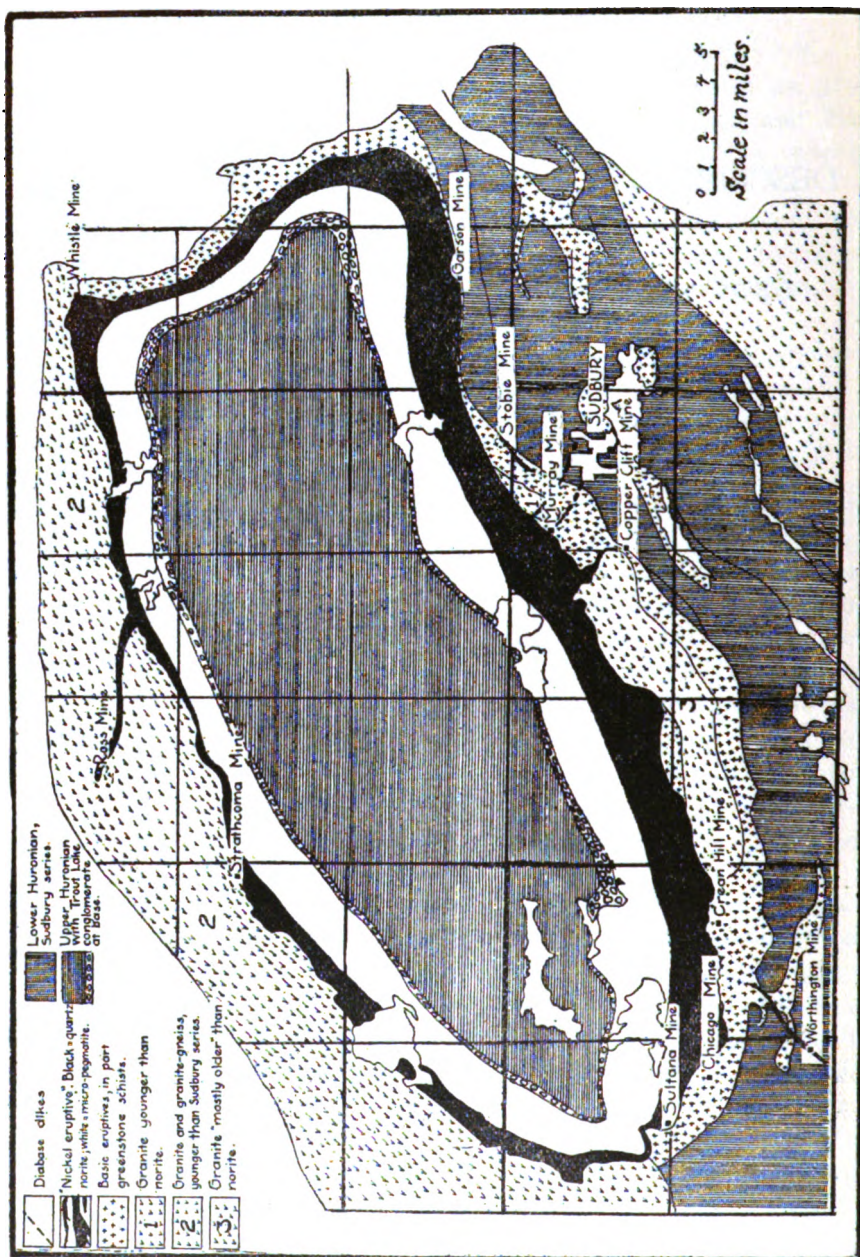 Diabase dikes
"Nickel eruptive," Black=quartz
norite; white=micro-pegmatite.
Basic eruptives, in part
greenstone schists.
1
Granite younger than
norite.
2
Granite and granite-gneiss,
younger than Sudbury series.
3
Granite "mostly older" than
norite.
Lower Huronian,
Sudbury series.
Upper Huronian
with Trout Lake
conglomerate
at Base.
2
2
3
Whistle Mine
Ross Mine
Strathcona Mine
Garson Mine
Stobie Mine
Murray Mine
SUDBURY
Copper Cliff Mine
Crean Hill Mine
Worthington Mine
Chicago Mine
Sultana Mine
0 1 2 3 4 5
Scale in miles.